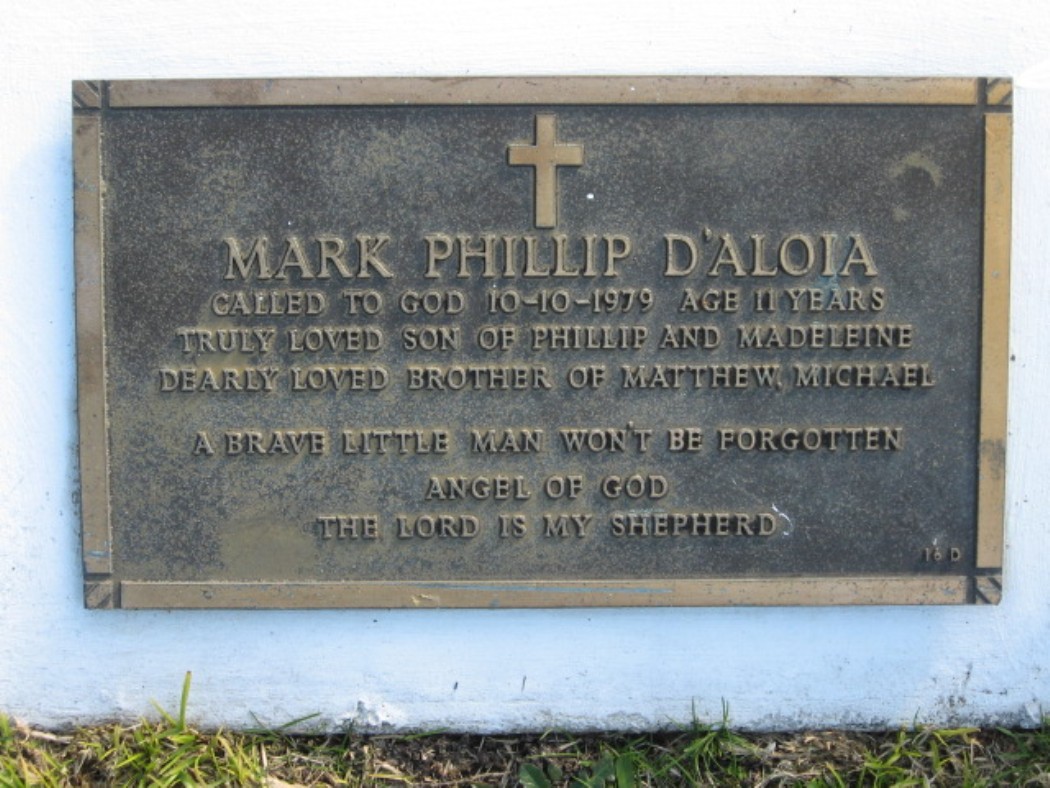 MARK PHILLIP D'ALOIA
CALLED TO GOD 10-10-1979 AGE 11 YEARS
TRULY LOVED SON OF PHILLIP AND MADELEINE
DEARLY LOVED BROTHER OF MATTHEW, MICHAEL
A BRAVE LITTLE MAN WON'T BE FORGOTTEN
ANGEL OF GOD
THE LORD IS MY SHEPHERD
16 D